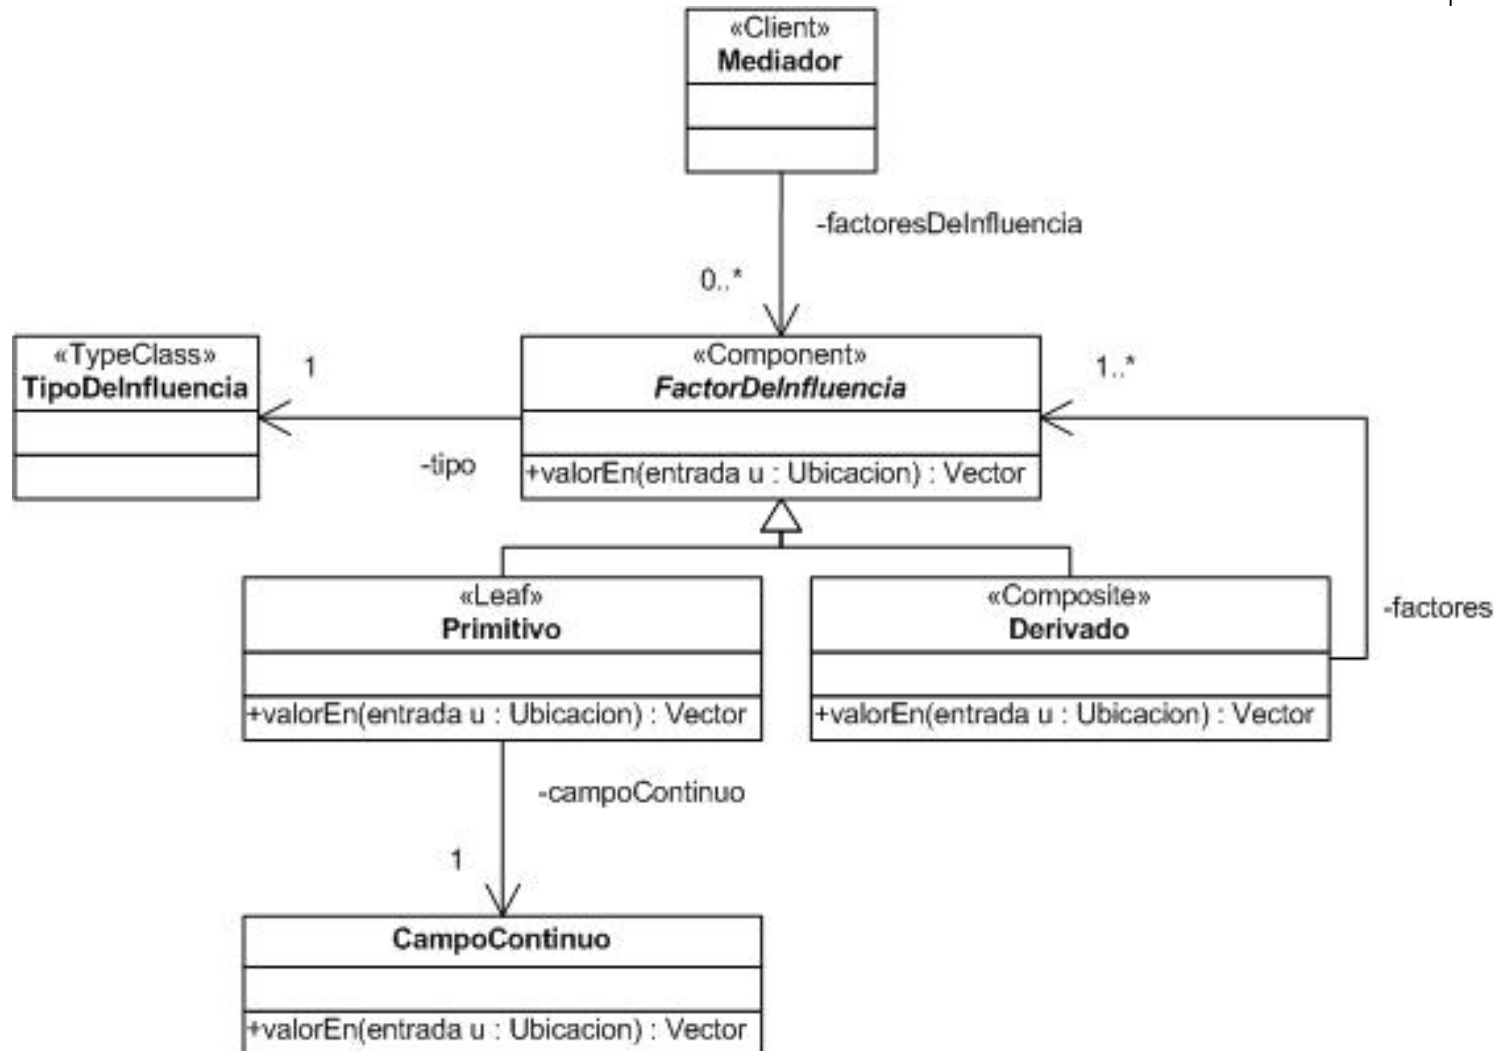 «Client»
Mediador
-factoresDeInfluencia
0..*
«TypeClass»
TipoDeInfluencia
1
-tipo
«Component»
FactorDeInfluencia
+valorEn(entrada u : Ubicacion) : Vector
1..*
-factores
«Leaf»
Primitivo
+valorEn(entrada u : Ubicacion) : Vector
«Composite»
Derivado
+valorEn(entrada u : Ubicacion) : Vector
-campoContinuo
1
CampoContinuo
+valorEn(entrada u : Ubicacion) : Vector